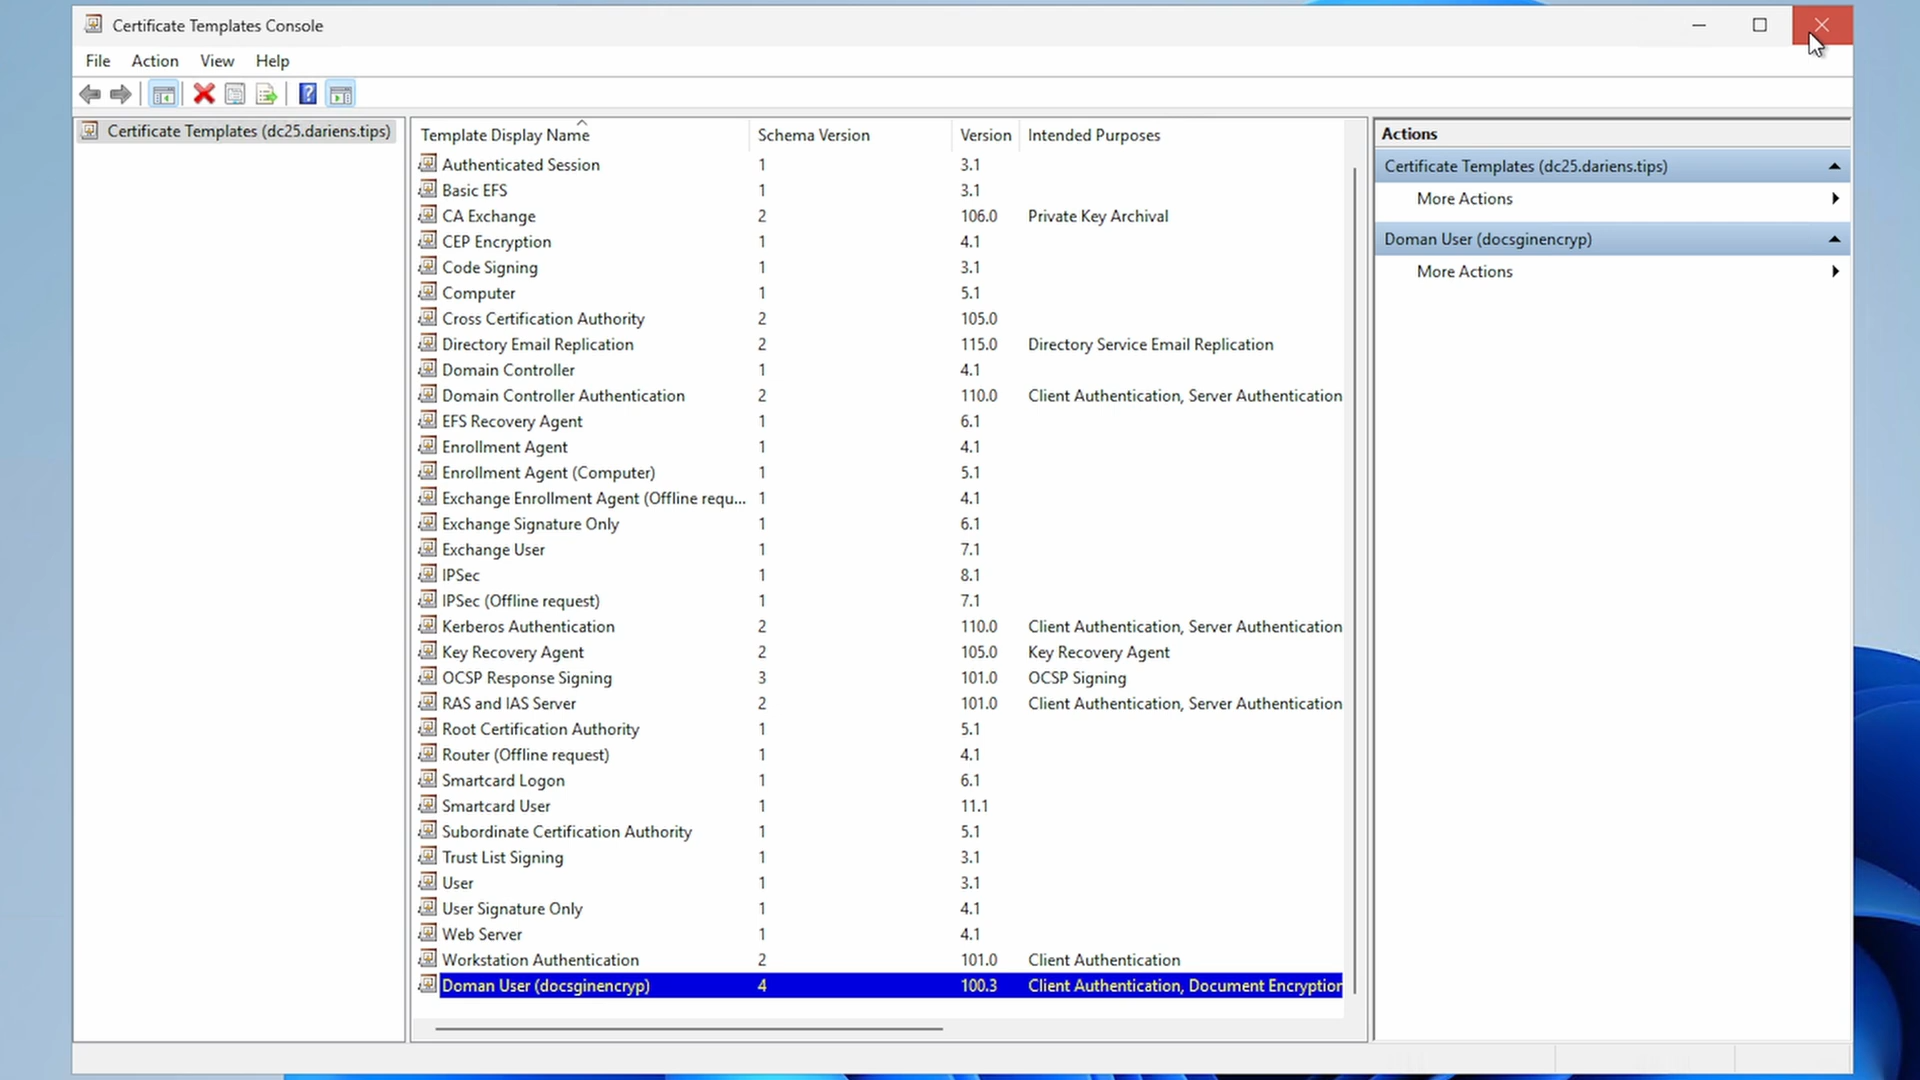 Certificate Templates Console
File Action View Help
Certificate Templates (dc25.dariens.tips)
Template Display Name Schema Version Version Intended Purposes
Authenticated Session 1 3.1
Basic EFS 1 3.1
CA Exchange 2 106.0 Private Key Archival
CEP Encryption 1 4.1
Code Signing 1 3.1
Computer 1 5.1
Cross Certification Authority 2 105.0
Directory Email Replication 2 115.0 Directory Service Email Replication
Domain Controller 1 4.1
Domain Controller Authentication 2 110.0 Client Authentication, Server Authentication
EFS Recovery Agent 1 6.1
Enrollment Agent 1 4.1
Enrollment Agent (Computer) 1 5.1
Exchange Enrollment Agent (Offline requ... 1 4.1
Exchange Signature Only 1 6.1
Exchange User 1 7.1
IPSec 1 8.1
IPSec (Offline request) 1 7.1
Kerberos Authentication 2 110.0 Client Authentication, Server Authentication
Key Recovery Agent 2 105.0 Key Recovery Agent
OCSP Response Signing 3 101.0 OCSP Signing
RAS and IAS Server 2 101.0 Client Authentication, Server Authentication
Root Certification Authority 1 5.1
Router (Offline request) 1 4.1
Smartcard Logon 1 6.1
Smartcard User 1 11.1
Subordinate Certification Authority 1 5.1
Trust List Signing 1 3.1
User 1 3.1
User Signature Only 1 4.1
Web Server 1 4.1
Workstation Authentication 2 101.0 Client Authentication
Doman User (docsginencryp) 4 100.3 Client Authentication, Document Encryption
Actions
Certificate Templates (dc25.dariens.tips)
More Actions
Doman User (docsginencryp)
More Actions